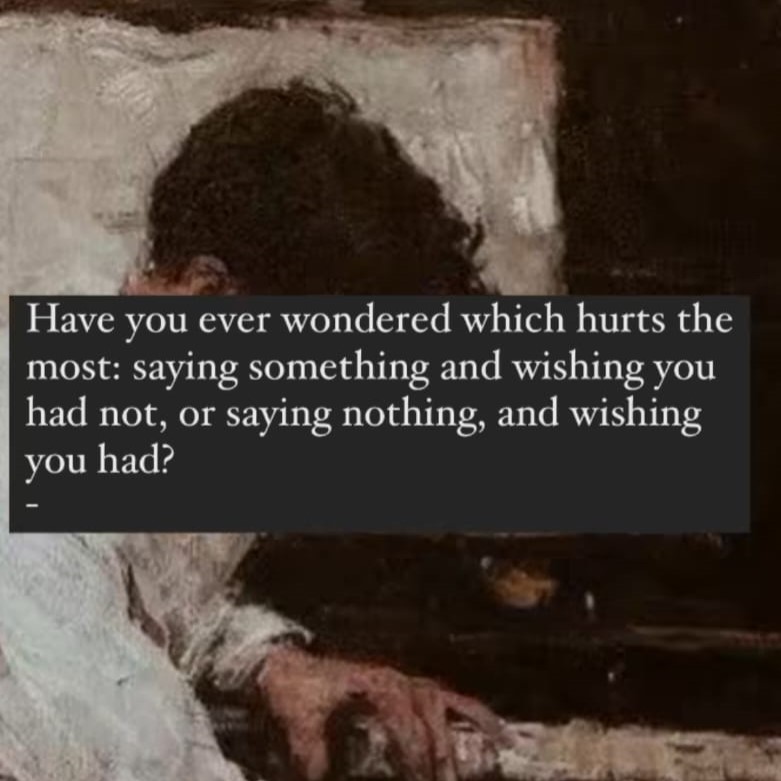 Have you ever wondered which hurts the
most: saying something and wishing you
had not, or saying nothing, and wishing
you had?
-